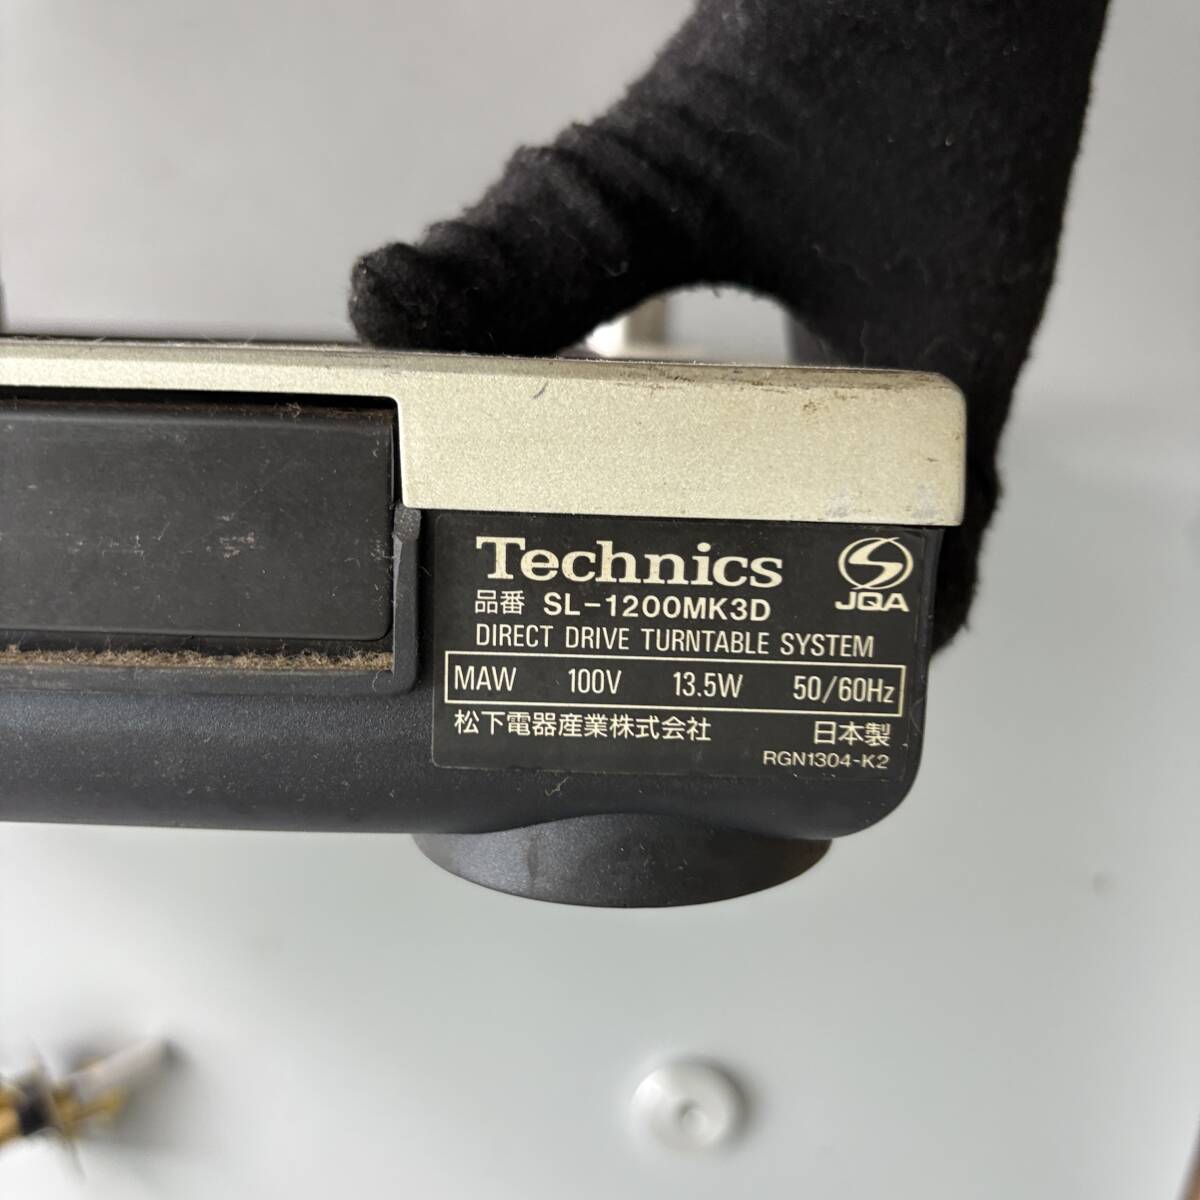 Technics
JQA
品番 SL-1200MK3D
DIRECT DRIVE TURNTABLE SYSTEM
MAW 100V 13.5W 50/60Hz
松下電器産業株式会社 日本製
RGN1304-K2